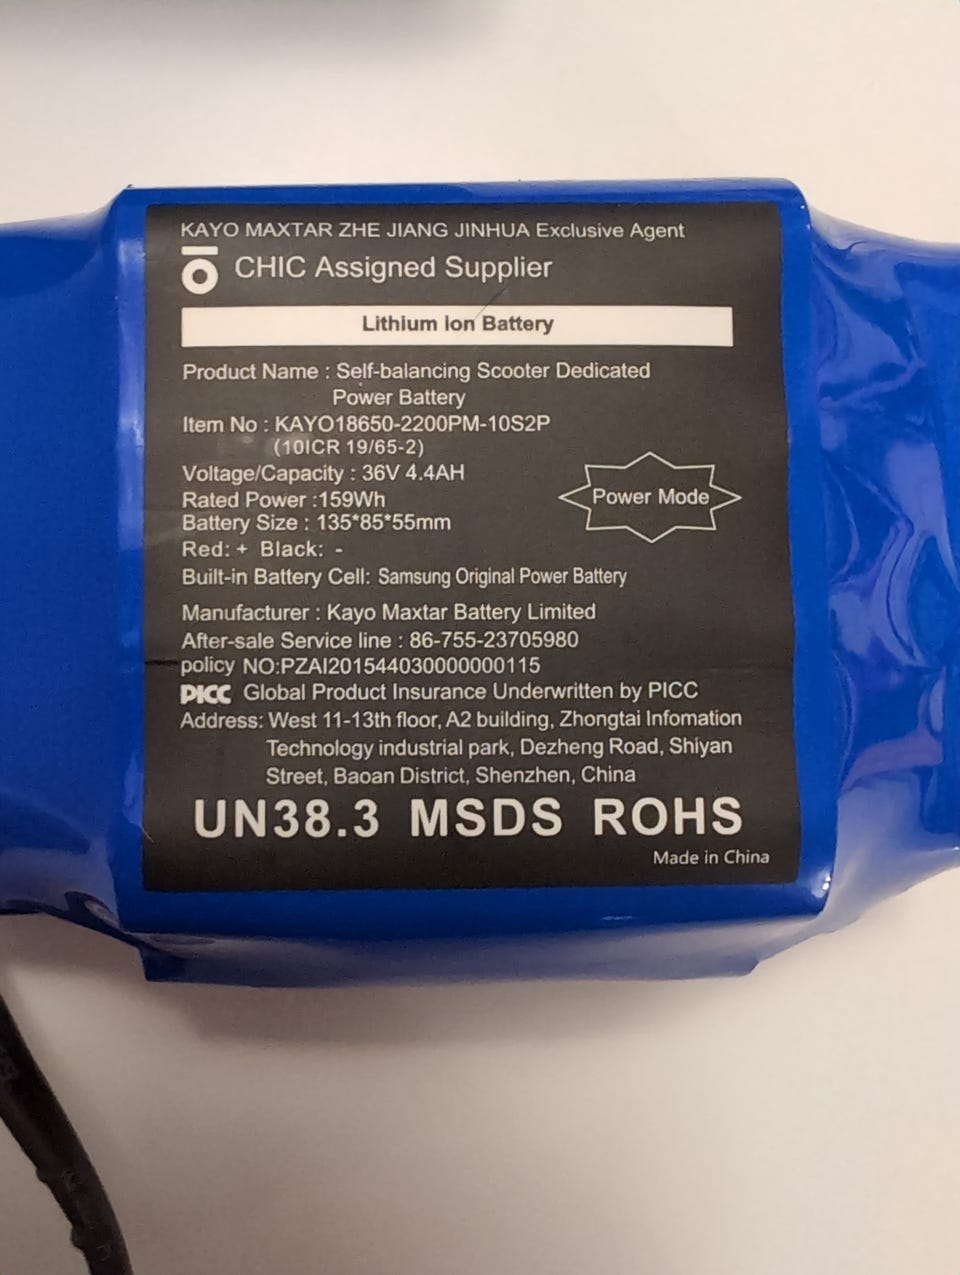 KAYO MAXTAR ZHE JIANG JINHUA Exclusive Agent
CHIC Assigned Supplier
Lithium Ion Battery
Product Name : Self-balancing Scooter Dedicated
Power Battery
Item No : KAYO18650-2200PM-10S2P
(10ICR 19/65-2)
Voltage/Capacity : 36V 4.4AH
Rated Power :159Wh
Power Mode
Battery Size : 135*85*55mm
Red: + Black: -
Built-in Battery Cell: Samsung Original Power Battery
Manufacturer : Kayo Maxtar Battery Limited
After-sale Service line : 86-755-23705980
policy NO:PZAI201544030000000115
PICC Global Product Insurance Underwritten by PICC
Address: West 11-13th floor, A2 building, Zhongtai Infomation
Technology industrial park, Dezheng Road, Shiyan
Street, Baoan District, Shenzhen, China
UN38.3 MSDS ROHS
Made in China